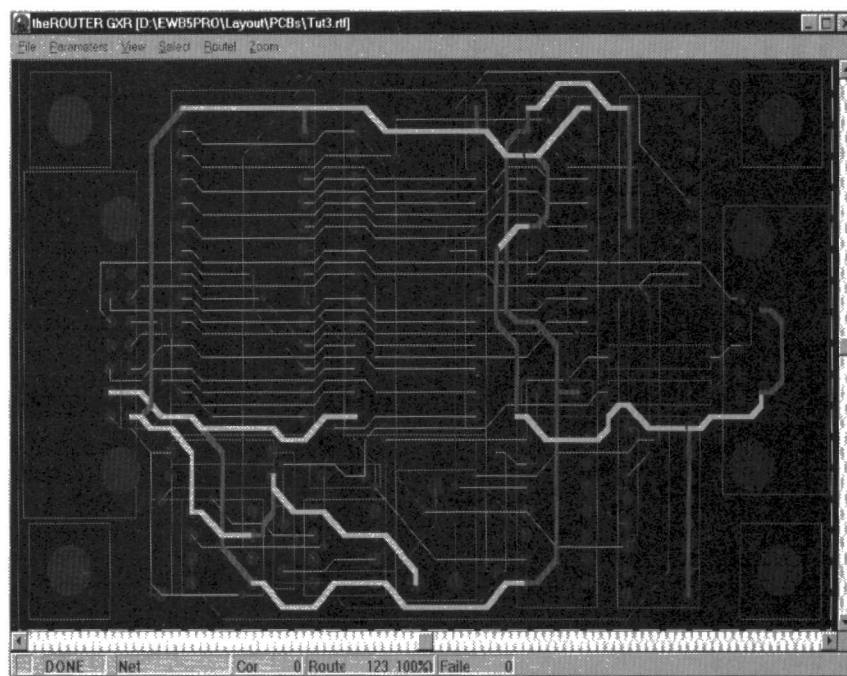 theROUTER GXR [D:\EWB5PRO\Layout\PCBs\Tut3.rtf]
File Parameters View Select Route! Zoom
DONE Net Cor 0 Route 123 100%) Faile 0